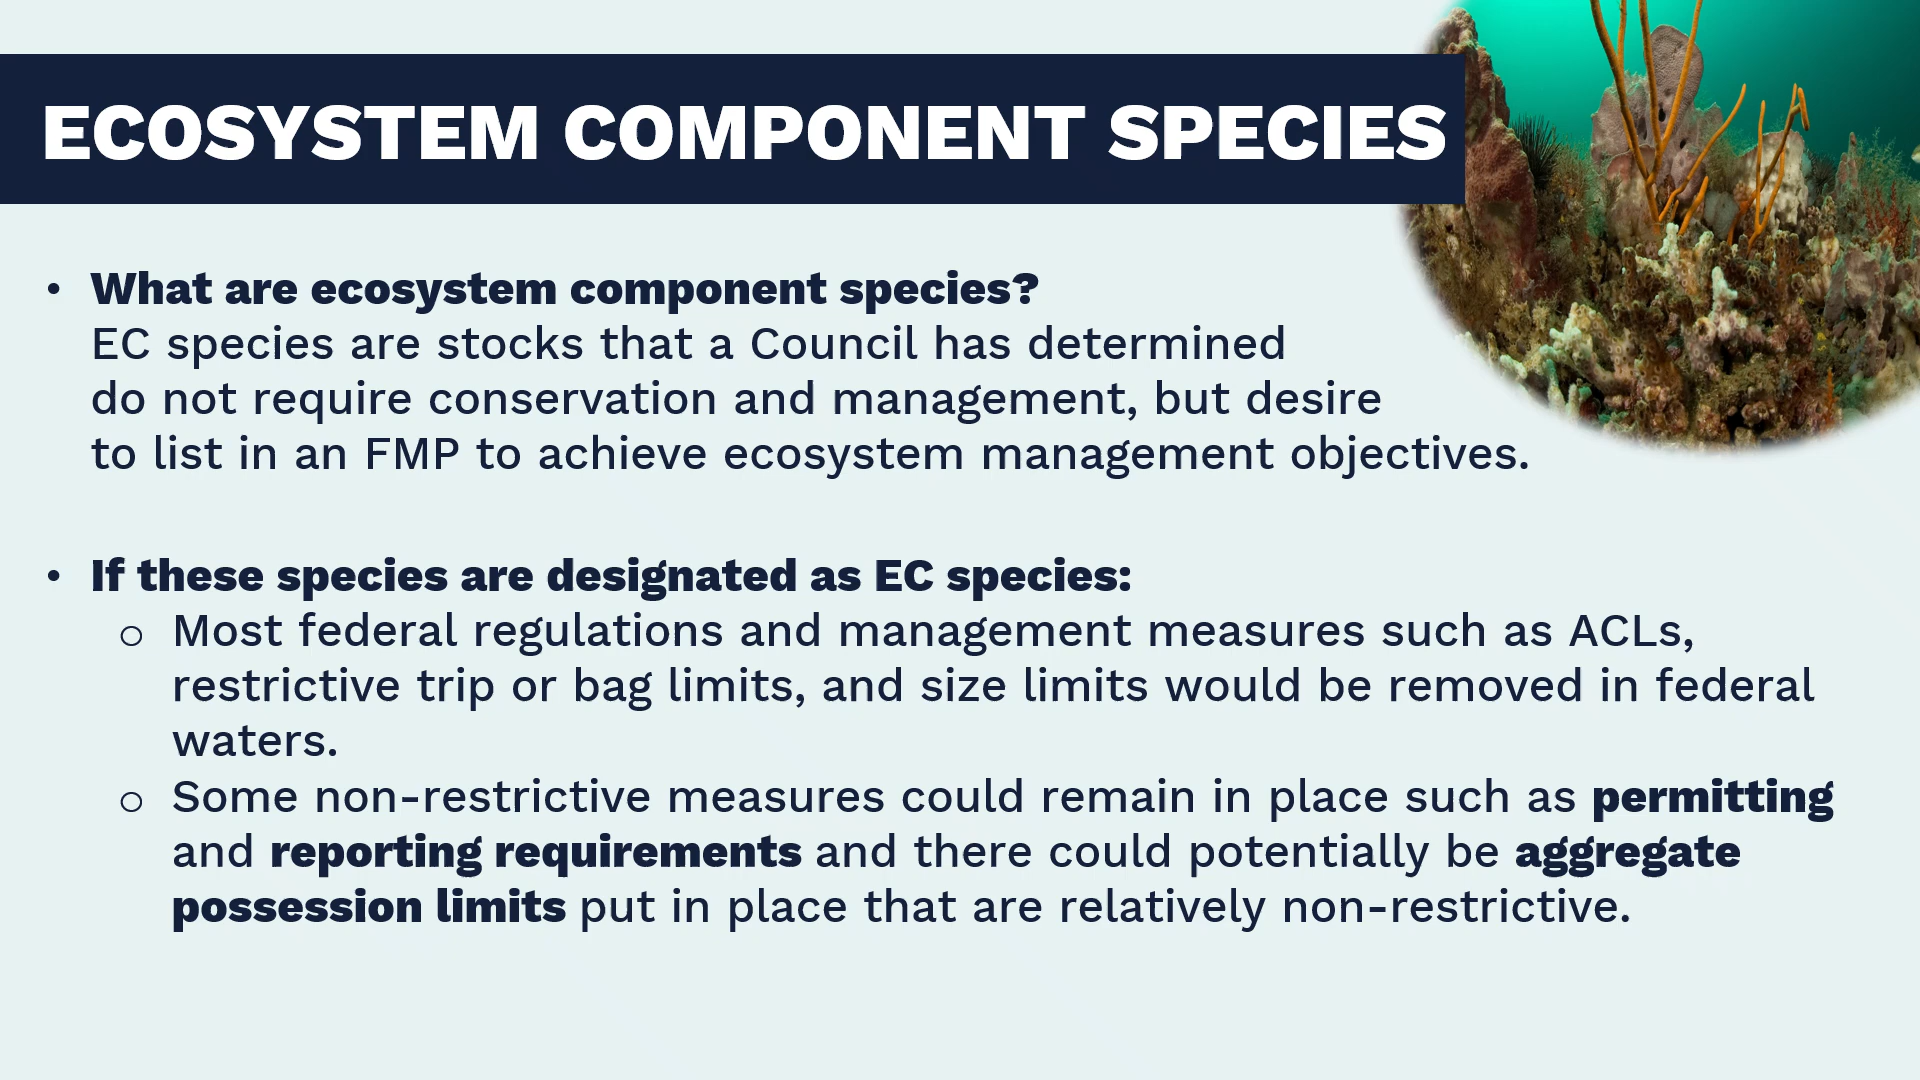 ECOSYSTEM COMPONENT SPECIES
• What are ecosystem component species?
EC species are stocks that a Council has determined
do not require conservation and management, but desire
to list in an FMP to achieve ecosystem management objectives.
• If these species are designated as EC species:
o Most federal regulations and management measures such as ACLs,
restrictive trip or bag limits, and size limits would be removed in federal
waters.
o Some non-restrictive measures could remain in place such as permitting
and reporting requirements and there could potentially be aggregate
possession limits put in place that are relatively non-restrictive.